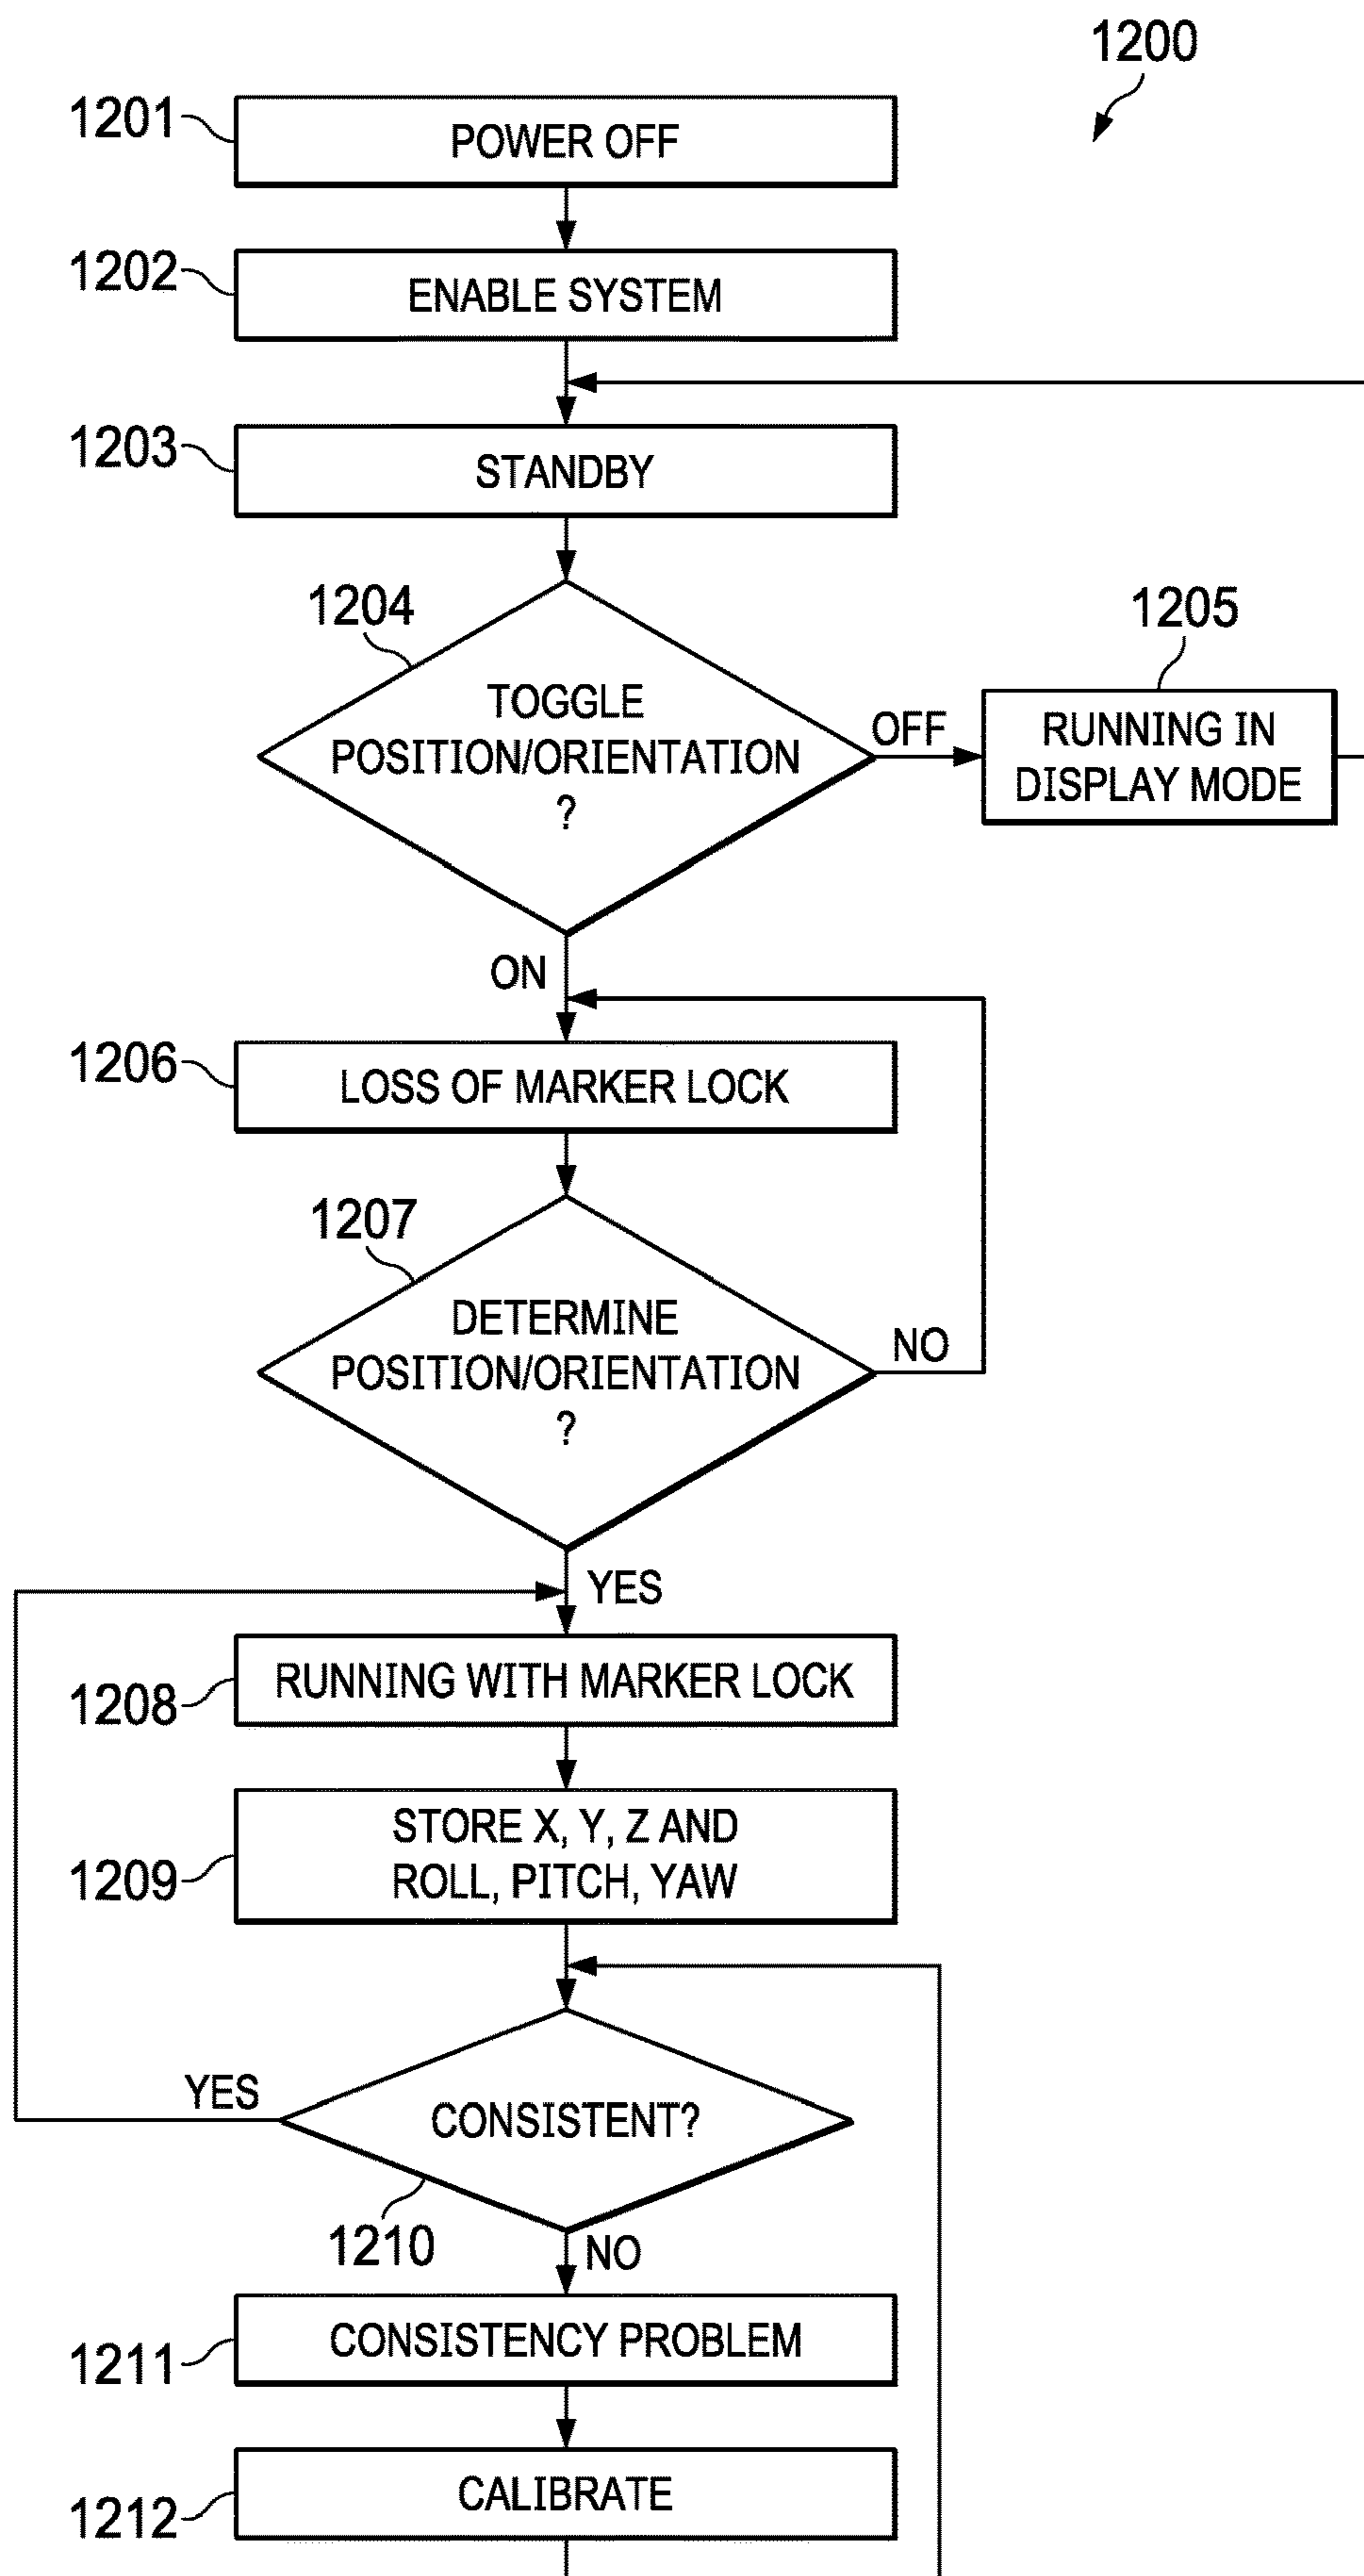 1200
1201
POWER OFF
1202
ENABLE SYSTEM
1203
STANDBY
1204
TOGGLE
POSITION/ORIENTATION
?
OFF
1205
RUNNING IN
DISPLAY MODE
ON
1206
LOSS OF MARKER LOCK
1207
DETERMINE
POSITION/ORIENTATION
?
NO
YES
1208
RUNNING WITH MARKER LOCK
1209
STORE X, Y, Z AND
ROLL, PITCH, YAW
YES
CONSISTENT?
1210
NO
1211
CONSISTENCY PROBLEM
1212
CALIBRATE